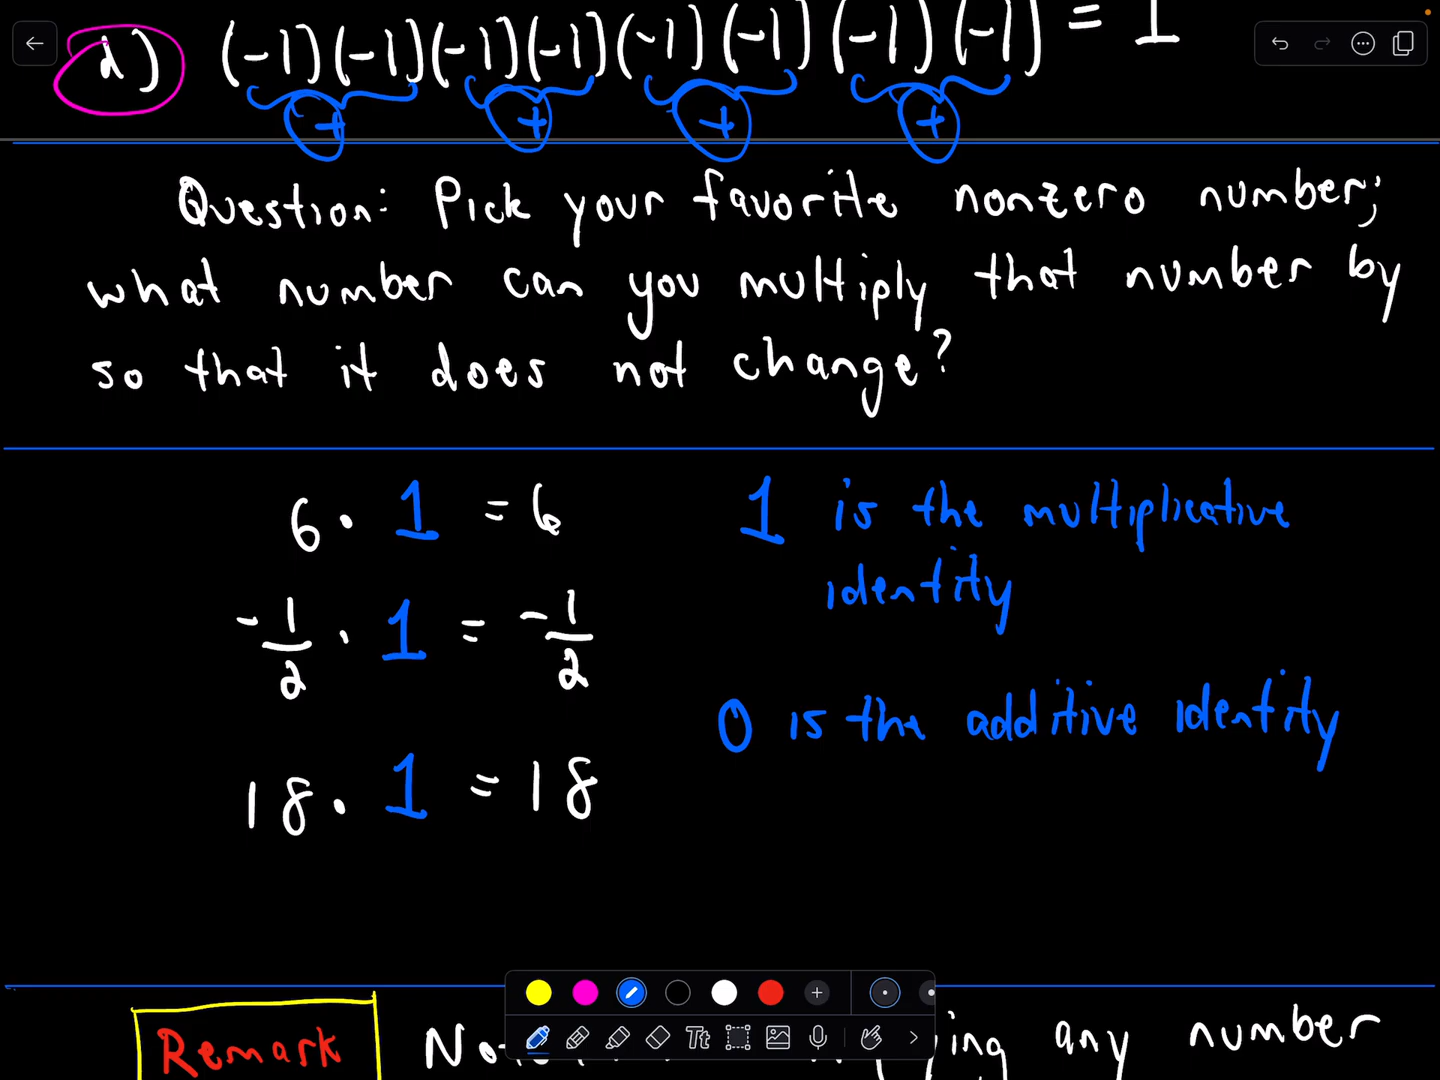 d) (-1)(-1)(-1)(-1)(-1)(-1)(-1)(-1) = 1
+ + + +
Question: Pick your favorite nonzero number;
what number can you multiply that number by
so that it does not change?
6 · 1 = 6
1 is the multiplicative
identity
-1/2 · 1 = -1/2
0 is the additive identity
18 · 1 = 18
Remark
any number
Tt